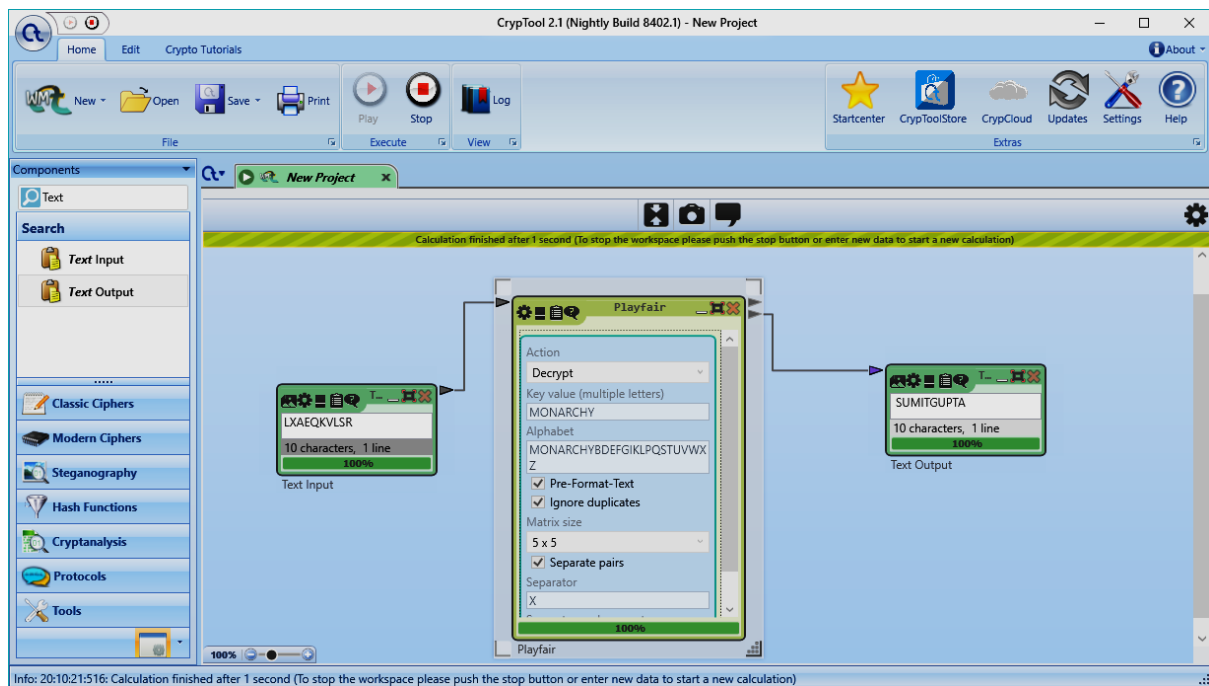 CrypTool 2.1 (Nightly Build 8402.1) - New Project
Home Edit Crypto Tutorials About
New Open Save Print Play Stop Log Startcenter CrypToolStore CrypCloud Updates Settings Help
File Execute View Extras
Components
Text
Search
Text Input
Text Output
Classic Ciphers
Modern Ciphers
Steganography
Hash Functions
Cryptanalysis
Protocols
Tools
New Project x
Calculation finished after 1 second (To stop the workspace please push the stop button or enter new data to start a new calculation)
T...
LXAEQKVLSR
10 characters, 1 line
100%
Text Input
Playfair
Action
Decrypt
Key value (multiple letters)
MONARCHY
Alphabet
MONARCHYBDEFGIKLPQSTUVWX
Z
Pre-Format-Text
Ignore duplicates
Matrix size
5 x 5
Separate pairs
Separator
X
100%
Playfair
T...
SUMITGUPTA
10 characters, 1 line
100%
Text Output
100%
Info: 20:10:21:516: Calculation finished after 1 second (To stop the workspace please push the stop button or enter new data to start a new calculation)